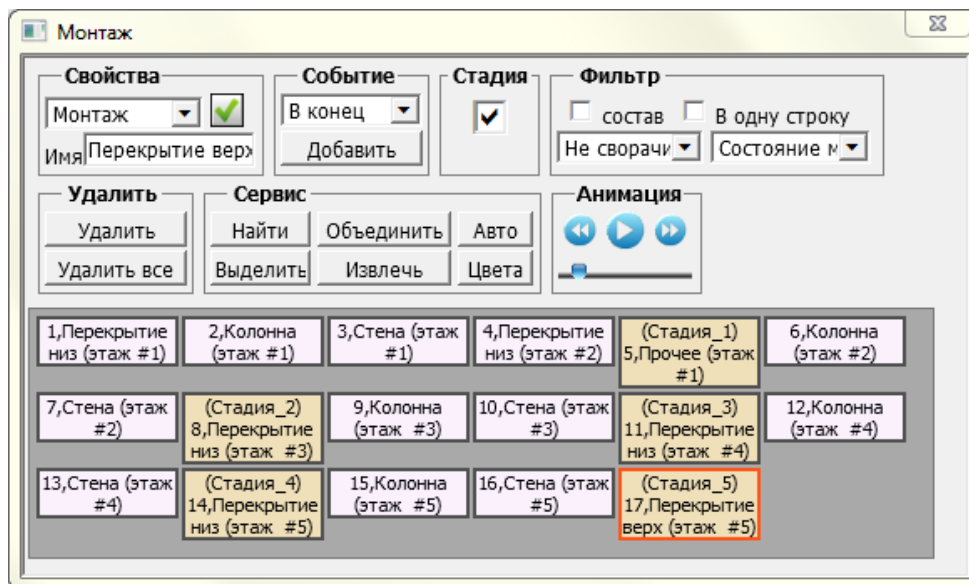 Монтаж
Свойства Событие Стадия Фильтр
Монтаж В конец состав В одну строку
Имя Перекрытие верх Добавить Не сворачи Состояние м
Удалить Сервис Анимация
Удалить Найти Объединить Авто
Удалить все Выделить Извлечь Цвета
1,Перекрытие 2,Колонна 3,Стена (этаж 4,Перекрытие (Стадия_1) 6,Колонна
низ (этаж #1) (этаж #1) #1) низ (этаж #2) 5,Прочее (этаж (этаж #2)
#1)
7,Стена (этаж (Стадия_2) 9,Колонна 10,Стена (этаж (Стадия_3) 12,Колонна
#2) 8,Перекрытие (этаж #3) #3) 11,Перекрытие (этаж #4)
низ (этаж #3) низ (этаж #4)
13,Стена (этаж (Стадия_4) 15,Колонна 16,Стена (этаж (Стадия_5)
#4) 14,Перекрытие (этаж #5) #5) 17,Перекрытие
низ (этаж #5) верх (этаж #5)